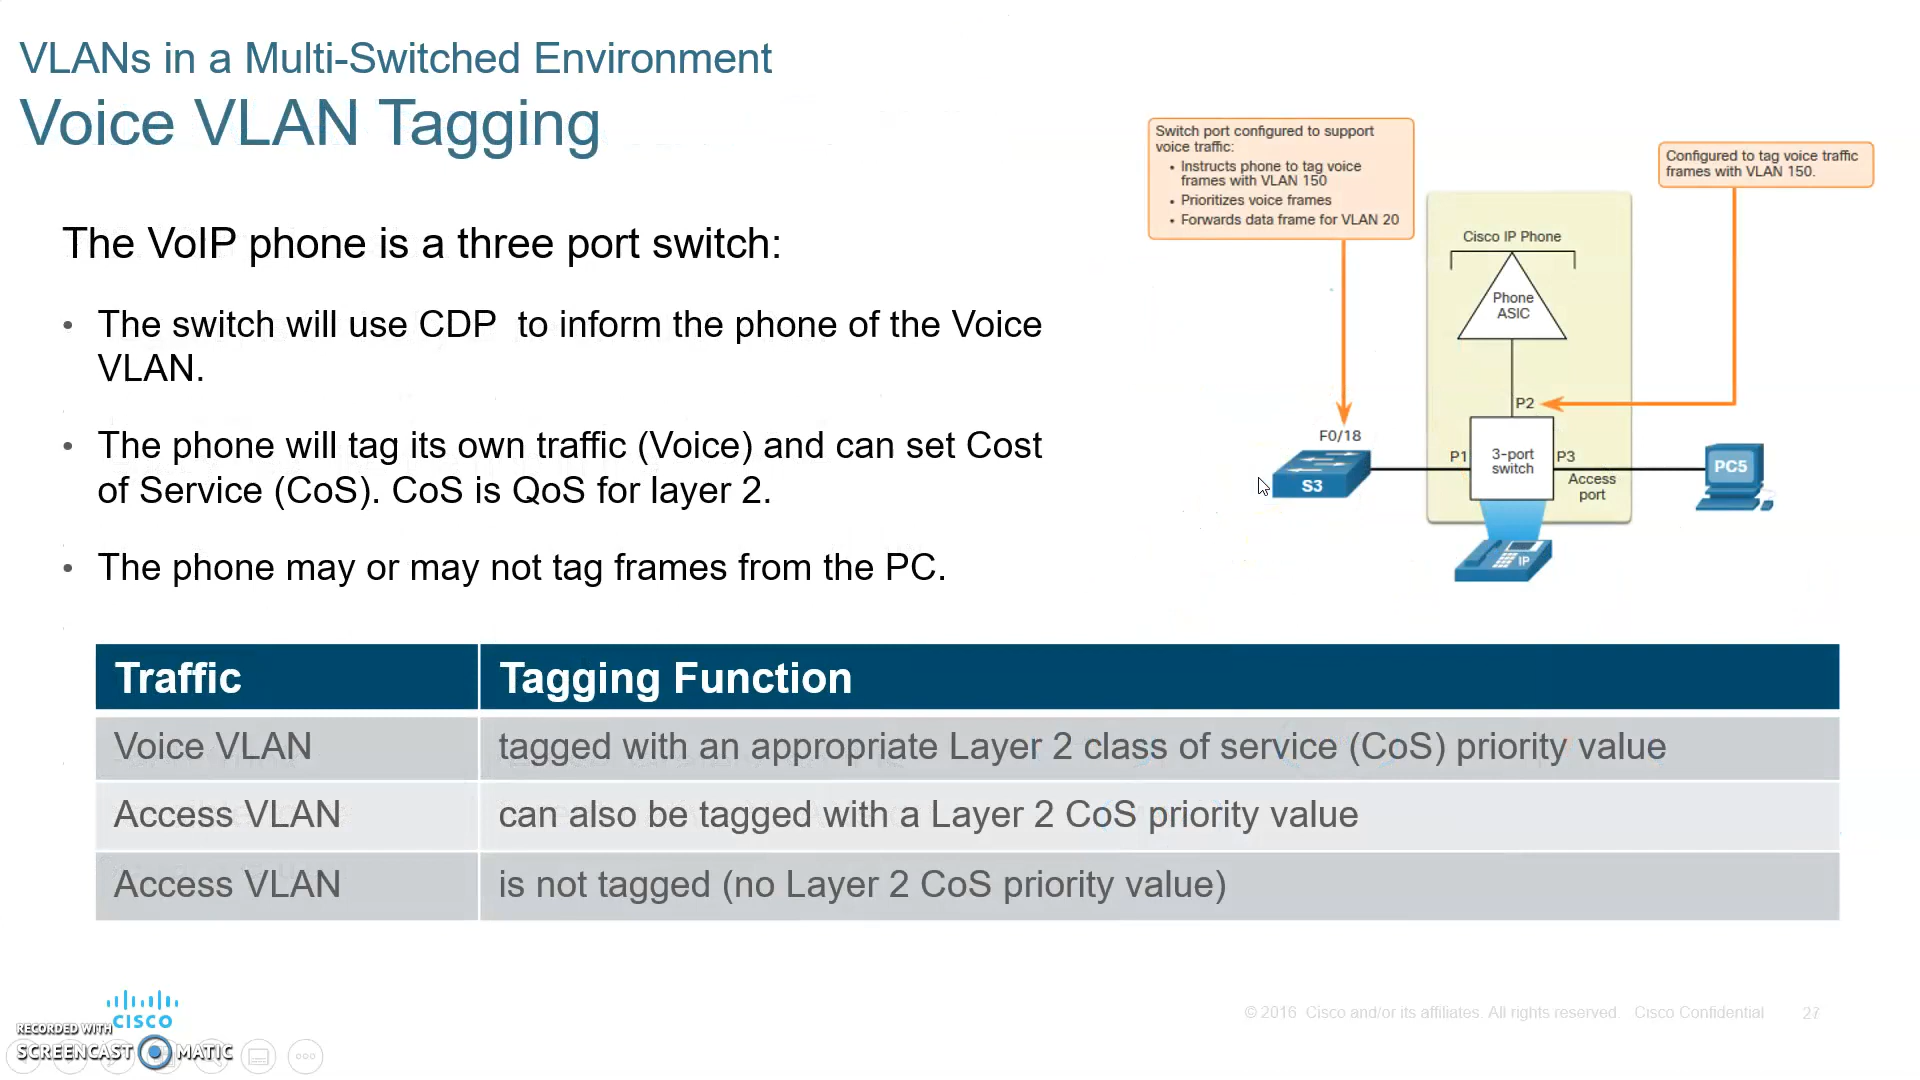 VLANs in a Multi-Switched Environment
Voice VLAN Tagging
The VoIP phone is a three port switch:
• The switch will use CDP to inform the phone of the Voice
VLAN.
• The phone will tag its own traffic (Voice) and can set Cost
of Service (CoS). CoS is QoS for layer 2.
• The phone may or may not tag frames from the PC.
Switch port configured to support
voice traffic:
• Instructs phone to tag voice
frames with VLAN 150
• Prioritizes voice frames
• Forwards data frame for VLAN 20
Configured to tag voice traffic
frames with VLAN 150.
Cisco IP Phone
Phone
ASIC
P2
F0/18
P1
3-port
switch
P3
Access
port
S3
PC5
IP
Traffic Tagging Function
Voice VLAN tagged with an appropriate Layer 2 class of service (CoS) priority value
Access VLAN can also be tagged with a Layer 2 CoS priority value
Access VLAN is not tagged (no Layer 2 CoS priority value)
CISCO
© 2016 Cisco and/or its affiliates. All rights reserved. Cisco Confidential 27
RECORDED WITH
SCREENCAST MATIC